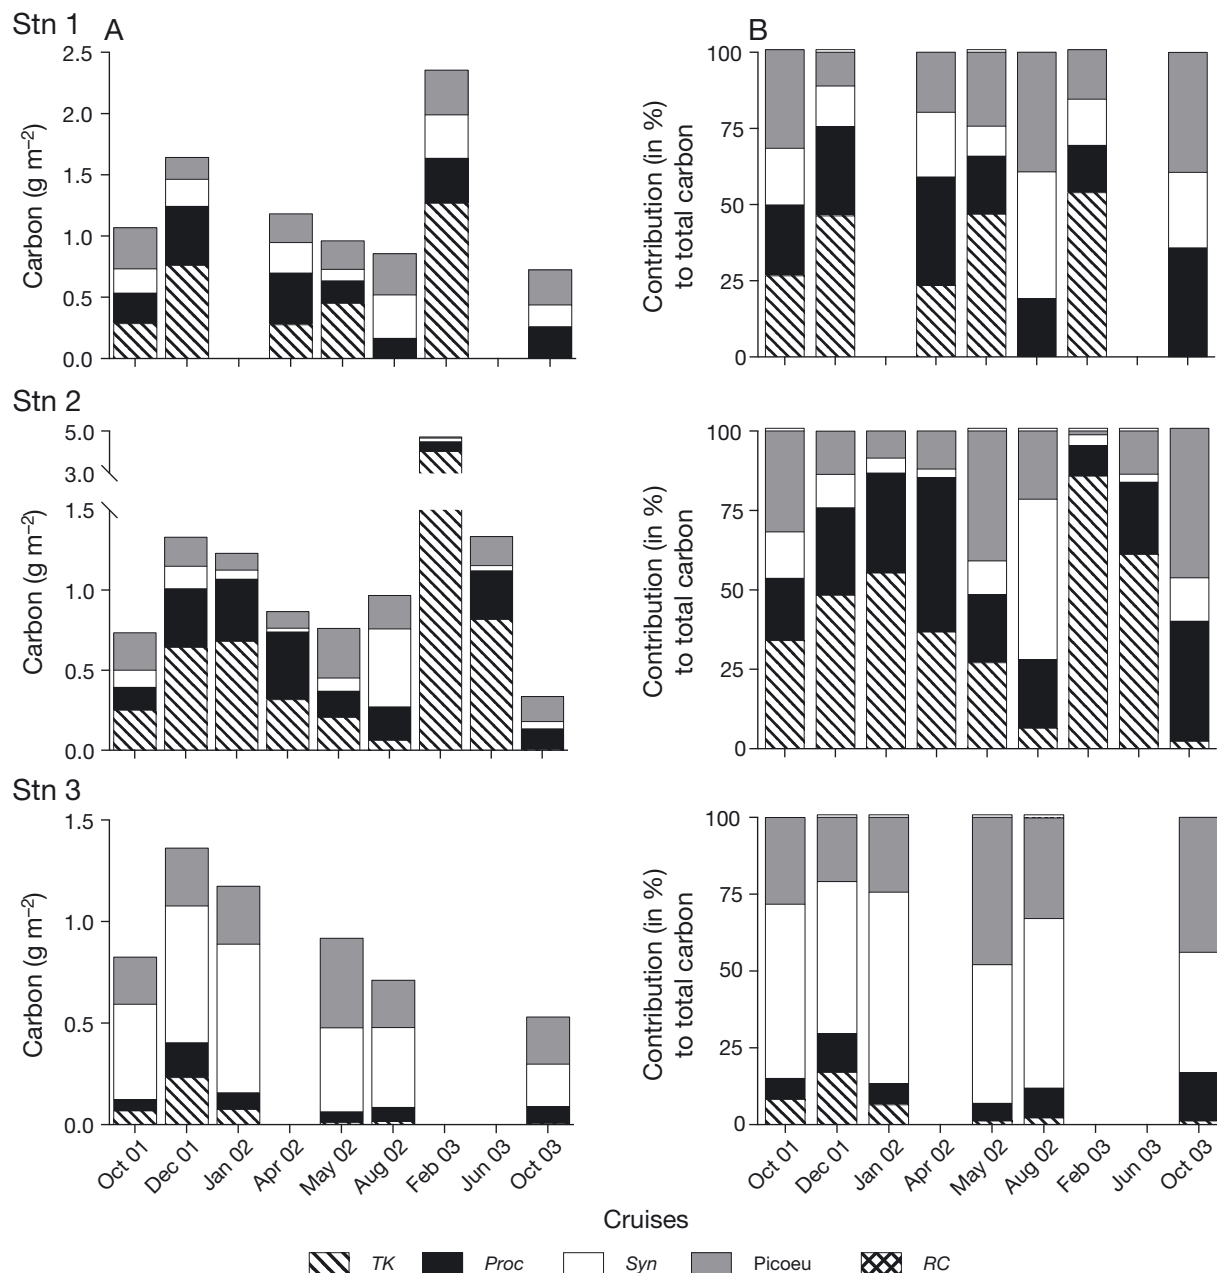 Stn 1 A B
2.5
2.0
1.5
1.0
0.5
0.0
Carbon (g m⁻²)
100
75
50
25
0
Contribution (in %)
to total carbon
Stn 2
5.0
3.0
1.5
1.0
0.5
0.0
Carbon (g m⁻²)
100
75
50
25
0
Contribution (in %)
to total carbon
Stn 3
1.5
1.0
0.5
0.0
Carbon (g m⁻²)
100
75
50
25
0
Contribution (in %)
to total carbon
Oct 01 Dec 01 Jan 02 Apr 02 May 02 Aug 02 Feb 03 Jun 03 Oct 03
Oct 01 Dec 01 Jan 02 Apr 02 May 02 Aug 02 Feb 03 Jun 03 Oct 03
Cruises
TK Proc Syn Picoeu RC